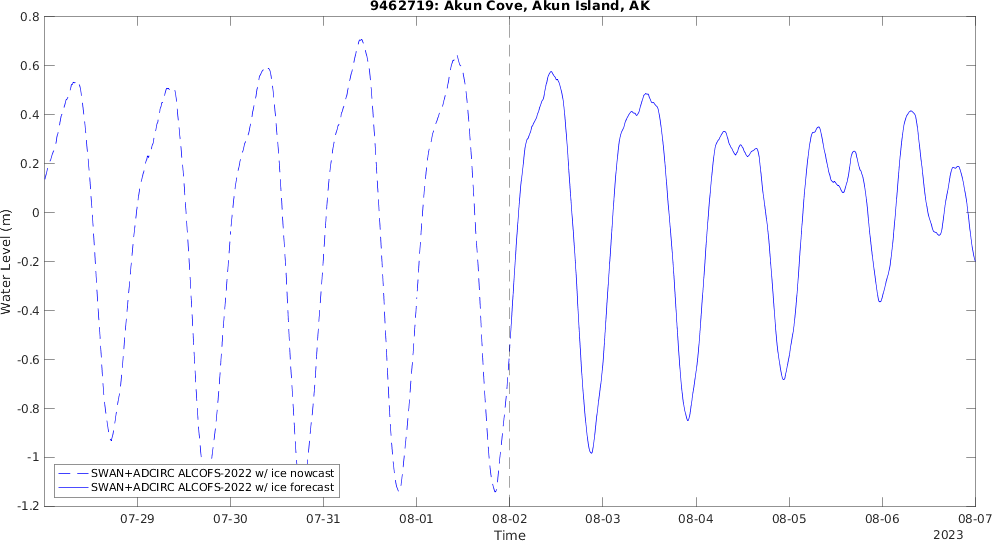 9462719: Akun Cove, Akun Island, AK
0.8
0.6
0.4
0.2
0
-0.2
-0.4
-0.6
-0.8
-1
-1.2
Water Level (m)
SWAN+ADCIRC ALCOFS-2022 w/ ice nowcast
SWAN+ADCIRC ALCOFS-2022 w/ ice forecast
07-29 07-30 07-31 08-01 08-02 08-03 08-04 08-05 08-06 08-07
Time
2023